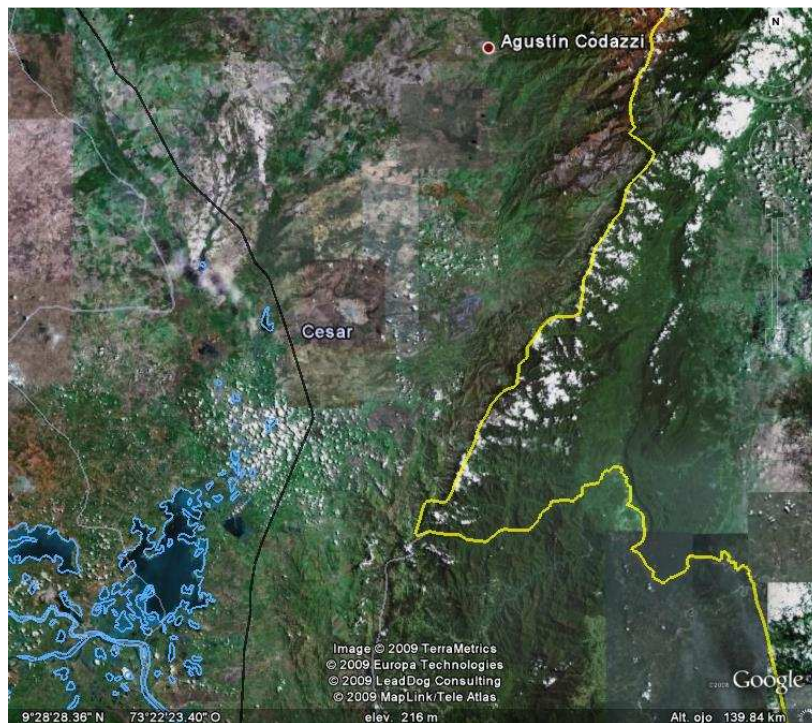 N
Agustín Codazzi
Cesar
Image © 2009 TerraMetrics
© 2009 Europa Technologies
© 2009 LeadDog Consulting
© 2009 MapLink/Tele Atlas
©2009 Google
9°28'28.36" N 73°22'23.40" O elev. 216 m Alt. ojo 139.84 km